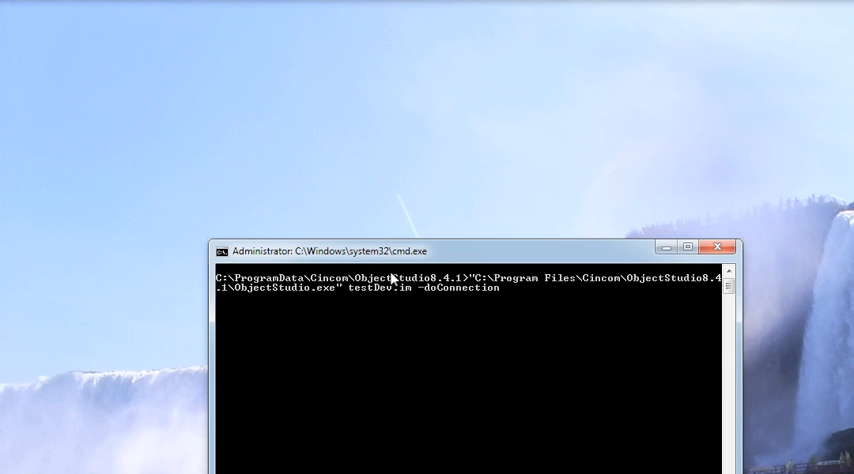 Administrator: C:\Windows\system32\cmd.exe
C:\ProgramData\Cincom\ObjectStudio8.4.1>"C:\Program Files\Cincom\ObjectStudio8.4
.1\ObjectStudio.exe" testDev.im -doConnection